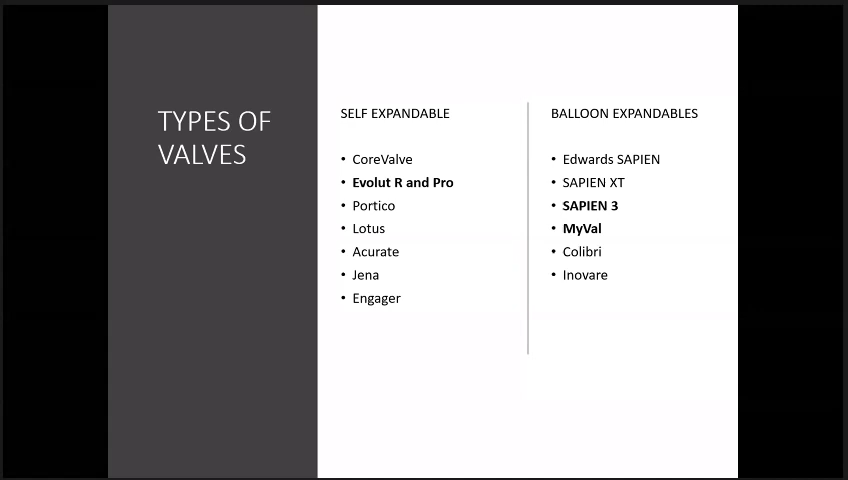 TYPES OF
VALVES
SELF EXPANDABLE
• CoreValve
• Evolut R and Pro
• Portico
• Lotus
• Acurate
• Jena
• Engager
BALLOON EXPANDABLES
• Edwards SAPIEN
• SAPIEN XT
• SAPIEN 3
• MyVal
• Colibri
• Inovare